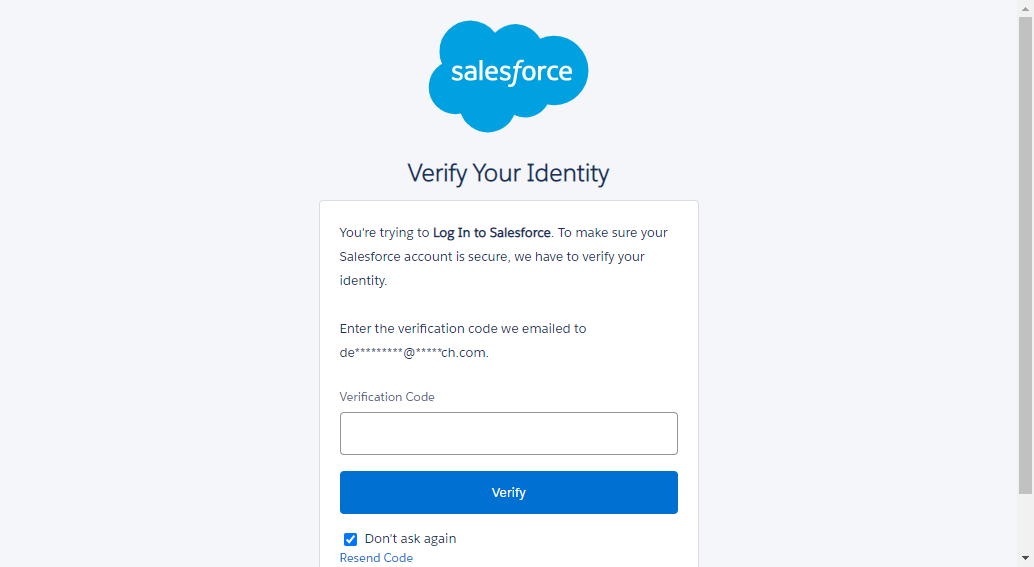 salesforce
Verify Your Identity
You're trying to Log In to Salesforce. To make sure your
Salesforce account is secure, we have to verify your
identity.
Enter the verification code we emailed to
de*********@*****ch.com.
Verification Code
Verify
Don't ask again
Resend Code